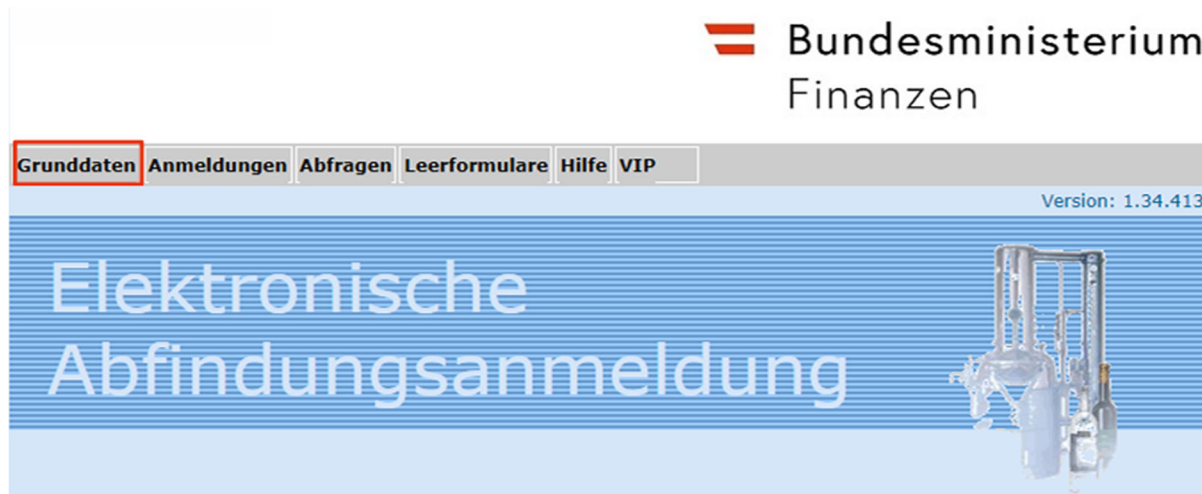 Bundesministerium
Finanzen
Grunddaten Anmeldungen Abfragen Leerformulare Hilfe VIP
Version: 1.34.413
Elektronische
Abfindungsanmeldung